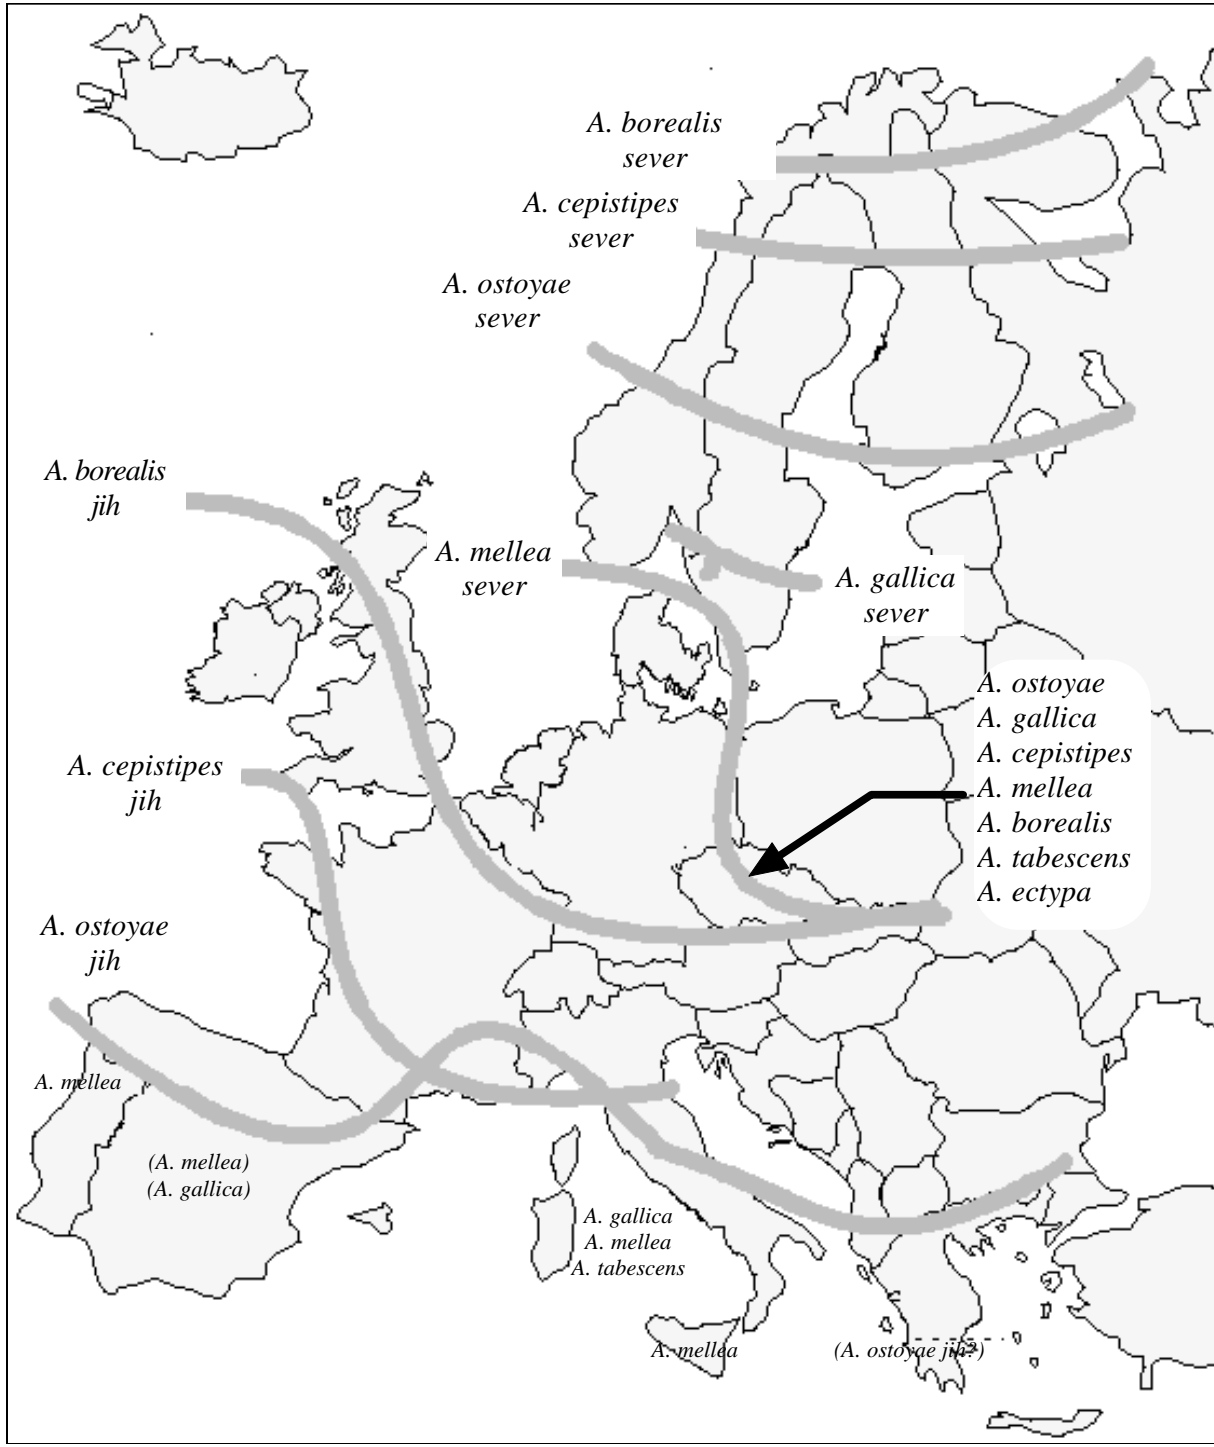 A. borealis
sever
A. cepistipes
sever
A. ostoyae
sever
A. borealis
jih
A. mellea
sever
A. gallica
sever
A. ostoyae
A. gallica
A. cepistipes
A. mellea
A. borealis
A. tabescens
A. ectypa
A. cepistipes
jih
A. ostoyae
jih
A. mellea
(A. mellea)
(A. gallica)
A. gallica
A. mellea
A. tabescens
A. mellea
(A. ostoyae jih?)